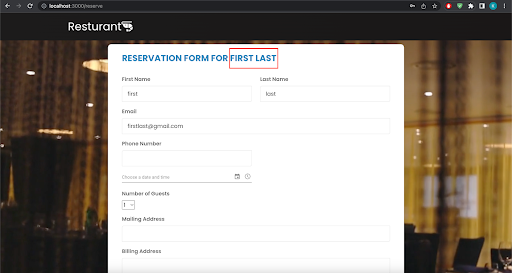 localhost:3000/reserve
Resturant
RESERVATION FORM FOR FIRST LAST
First Name Last Name
first last
Email
firstlast@gmail.com
Phone Number
Choose a date and time
Number of Guests
1
Mailing Address
Billing Address